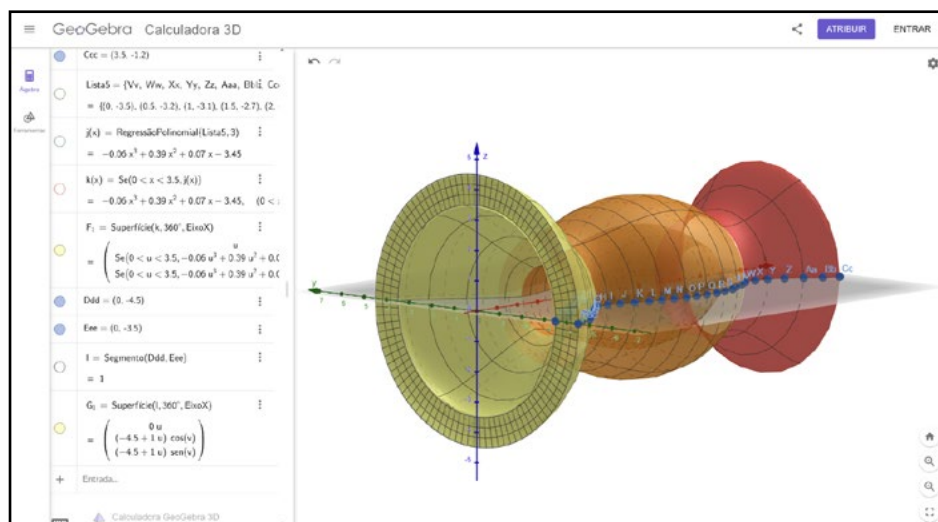 GeoGebra Calculadora 3D
ATRIBUIR
ENTRAR
Álgebra
Ferramentas
Ccc = (3.5, -1.2)
Lista5 = {Vv, Ww, Xx, Yy, Zz, Aaa, Bbb, Cc
= {(0, -3.5), (0.5, -3.2), (1, -3.1), (1.5, -2.7), (2,
j(x) = RegressãoPolinomial(Lista5, 3)
= -0.06 x³ + 0.39 x² + 0.07 x - 3.45
k(x) = Se(0 < x < 3.5, j(x))
= -0.06 x³ + 0.39 x² + 0.07 x - 3.45, (0 <
F₁ = Superfície(k, 360°, EixoX)
u
Se(0 < u < 3.5, -0.06 u³ + 0.39 u² + 0.0
= Se(0 < u < 3.5, -0.06 u³ + 0.39 u² + 0.0
Ddd = (0, -4.5)
Eee = (0, -3.5)
l = Segmento(Ddd, Eee)
= 1
G₂ = Superfície(l, 360°, EixoX)
0 u
= (-4.5 + 1 u) cos(v)
(-4.5 + 1 u) sen(v)
+ Entrada...
Calculadora GeoGebra 3D
z
y
J K L M N O P Q R
W X Y Z Aa Bb Cc